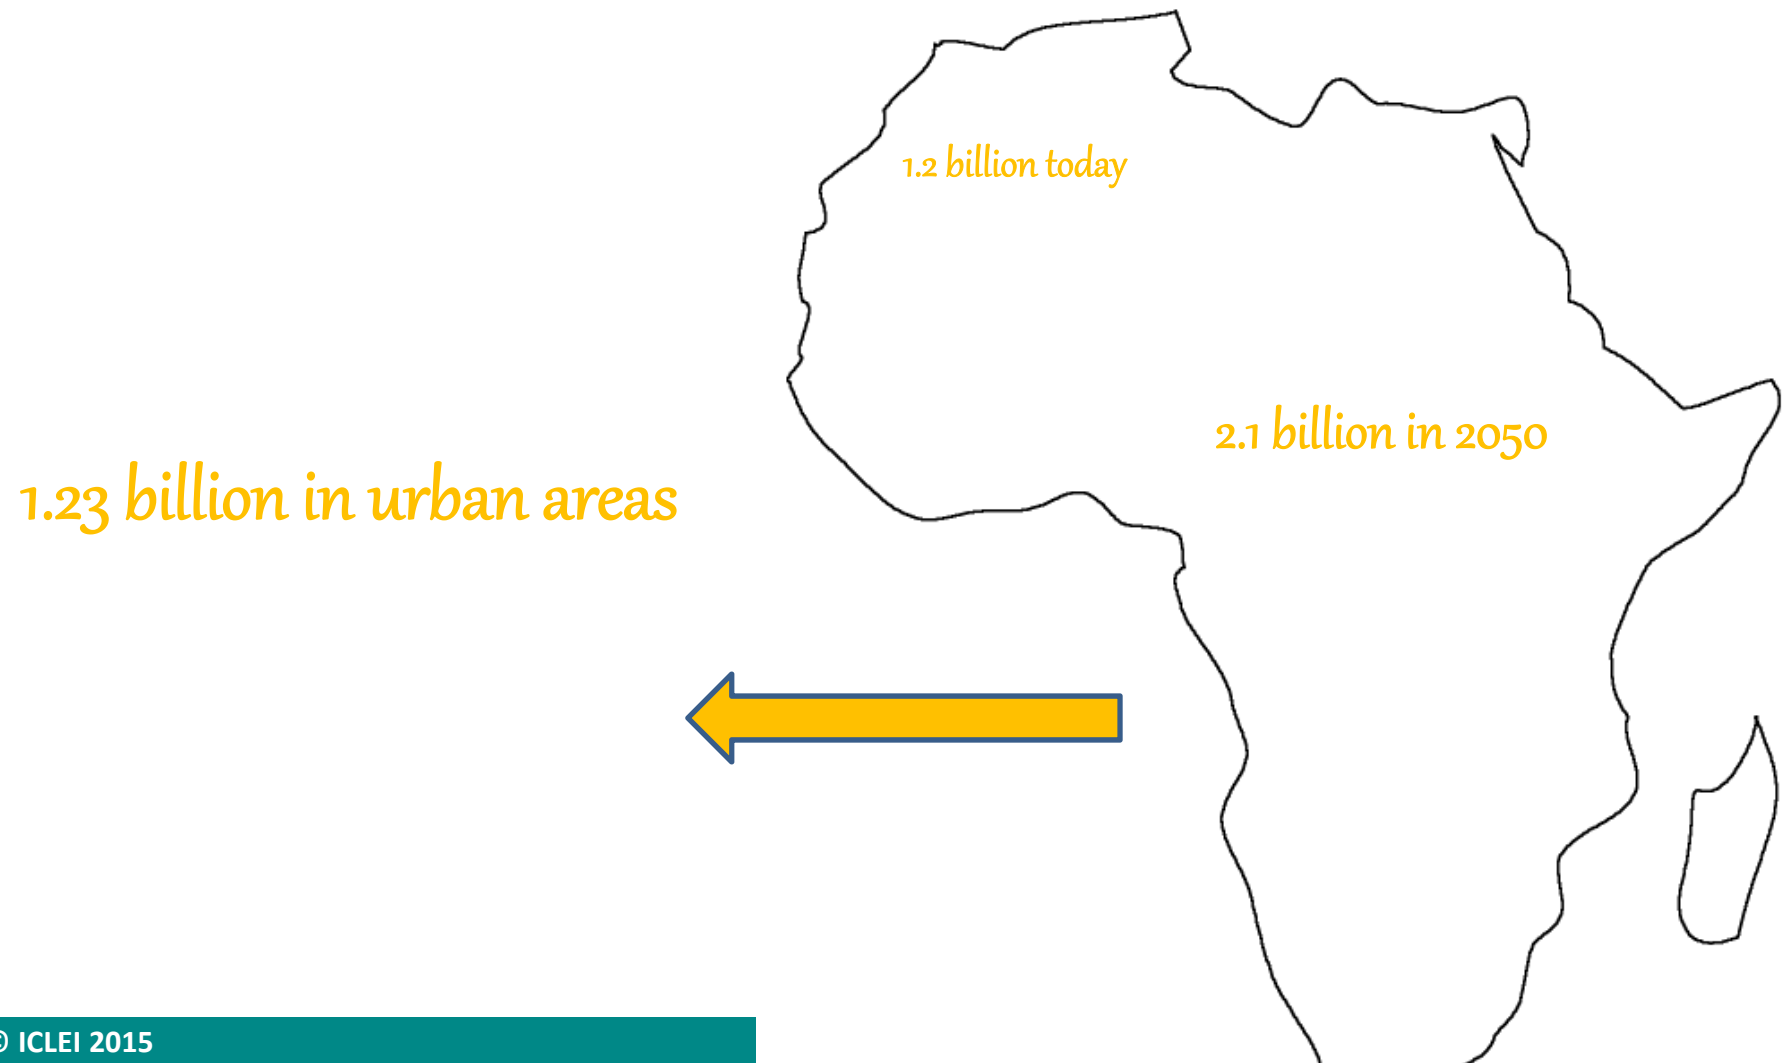 1.2 billion today
2.1 billion in 2050
1.23 billion in urban areas
© ICLEI 2015